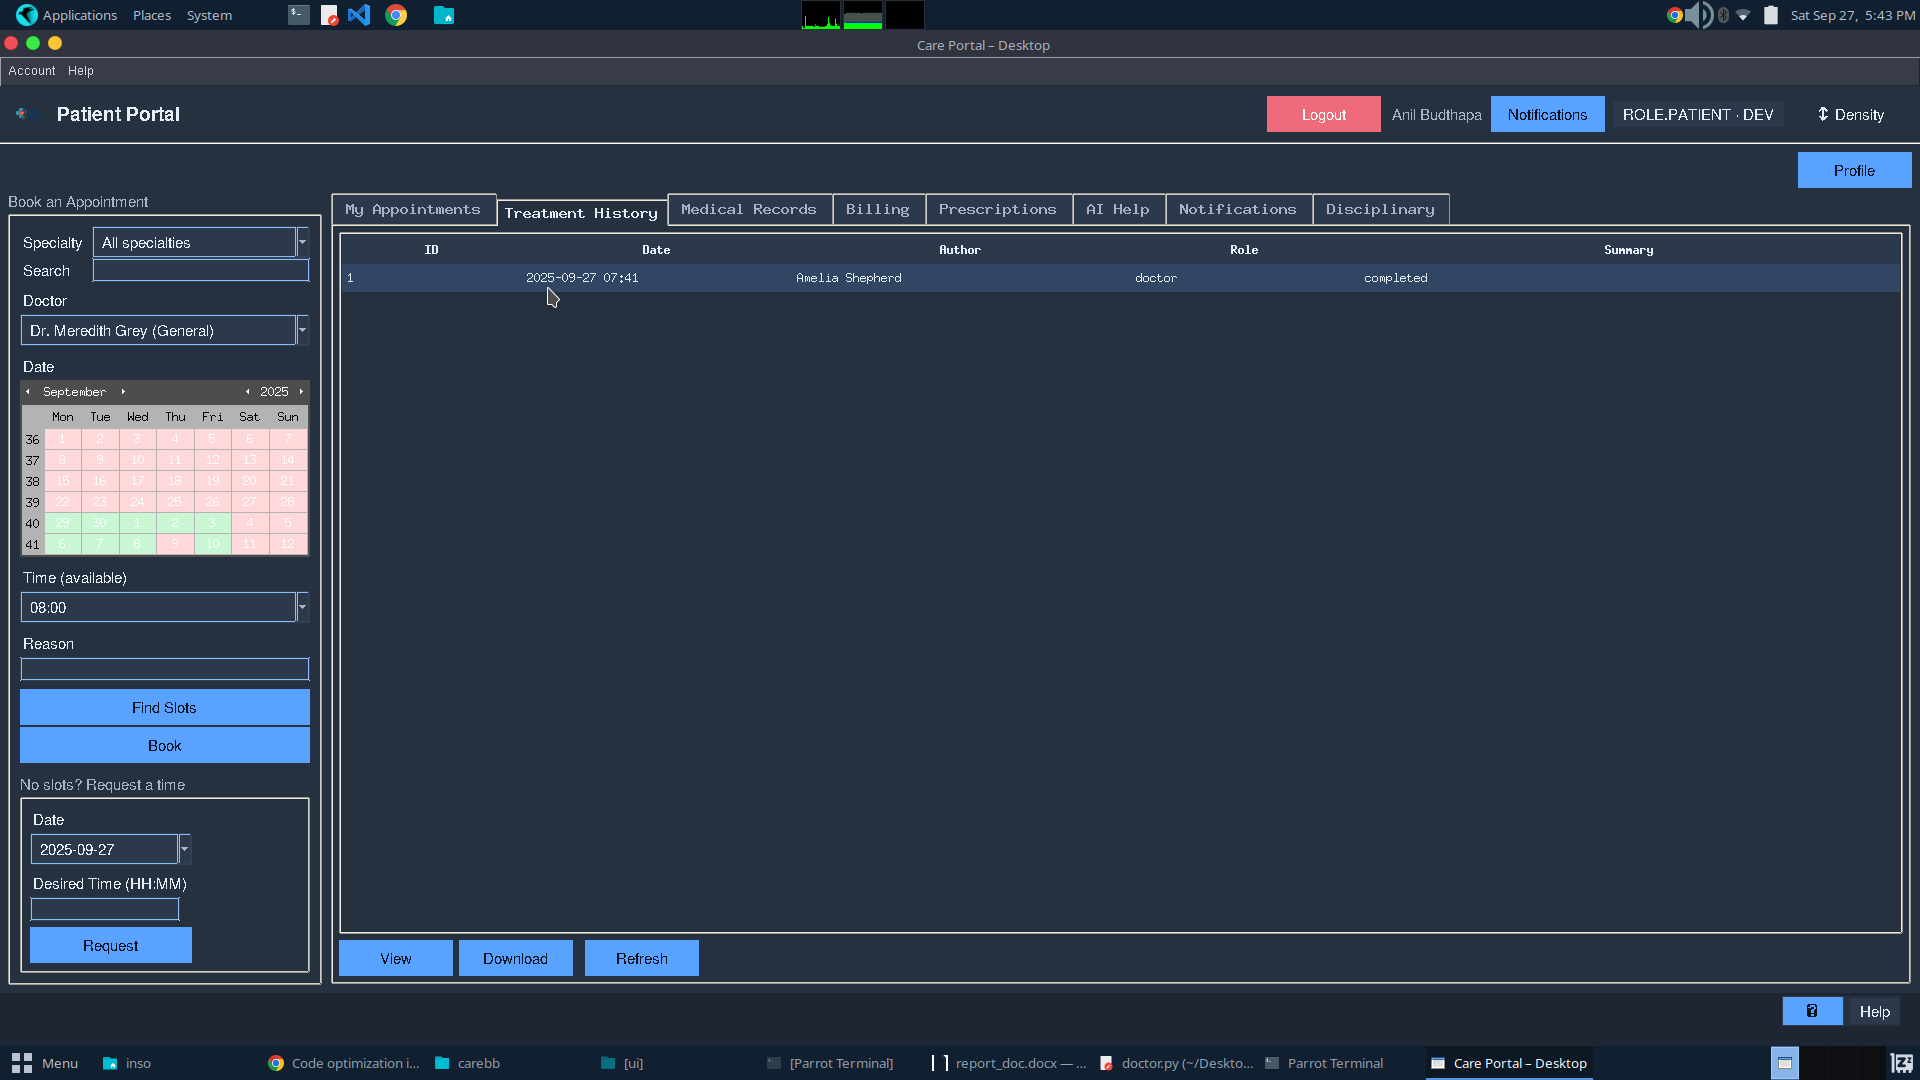 Applications Places System
Sat Sep 27, 5:43 PM
Care Portal – Desktop
Account Help
Patient Portal
Logout Anil Budthapa Notifications ROLE.PATIENT · DEV ⇕ Density
Profile
Book an Appointment
Specialty All specialties
Search
Doctor
Dr. Meredith Grey (General)
Date
September 2025
Mon Tue Wed Thu Fri Sat Sun
36 1 2 3 4 5 6 7
37 8 9 10 11 12 13 14
38 15 16 17 18 19 20 21
39 22 23 24 25 26 27 28
40 29 30 1 2 3 4 5
41 6 7 8 9 10 11 12
Time (available)
08:00
Reason
Find Slots
Book
No slots? Request a time
Date
2025-09-27
Desired Time (HH:MM)
Request
My Appointments Treatment History Medical Records Billing Prescriptions AI Help Notifications Disciplinary
ID Date Author Role Summary
1 2025-09-27 07:41 Amelia Shepherd doctor completed
View Download Refresh
? Help
Menu inso Code optimization i... carebb [ui] [Parrot Terminal] report_doc.docx — ... doctor.py (~/Deskto... Parrot Terminal Care Portal – Desktop